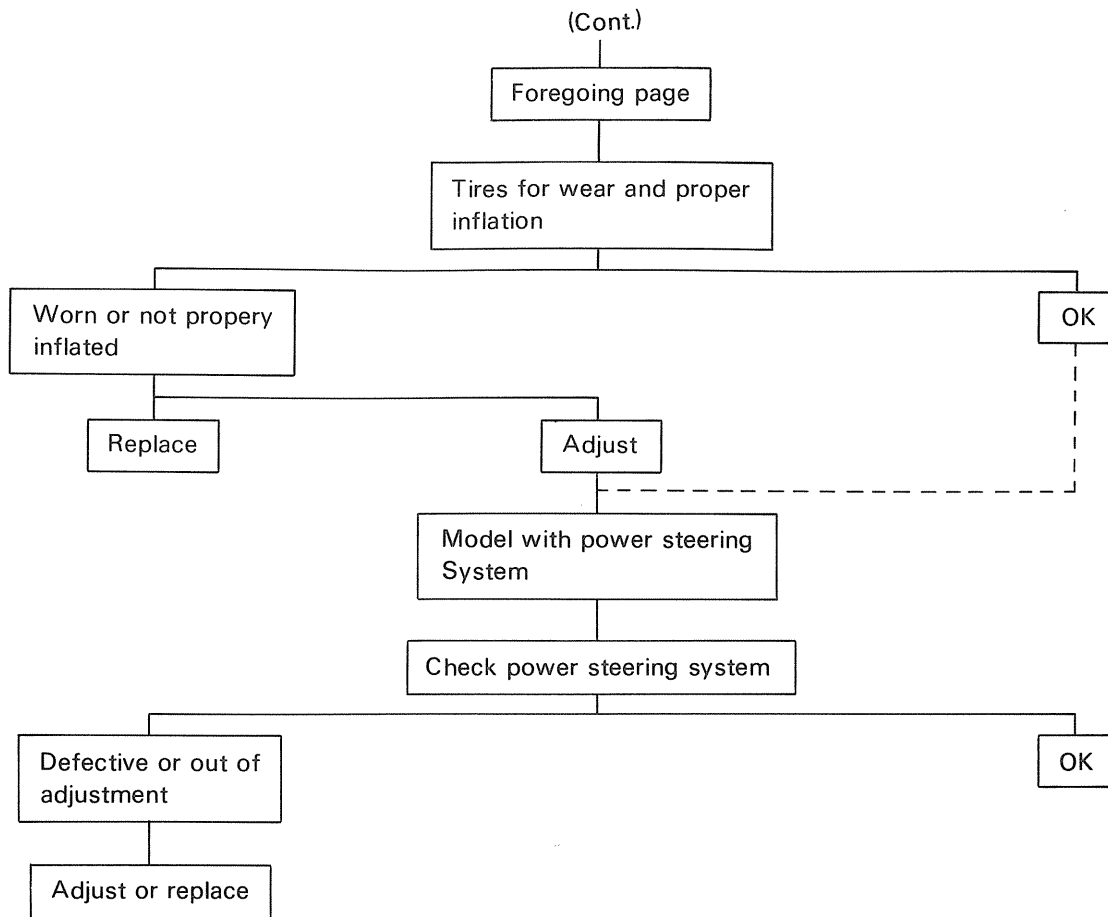 (Cont.)
Foregoing page
Tires for wear and proper
inflation
Worn or not propery
inflated
OK
Replace
Adjust
Model with power steering
System
Check power steering system
Defective or out of
adjustment
OK
Adjust or replace